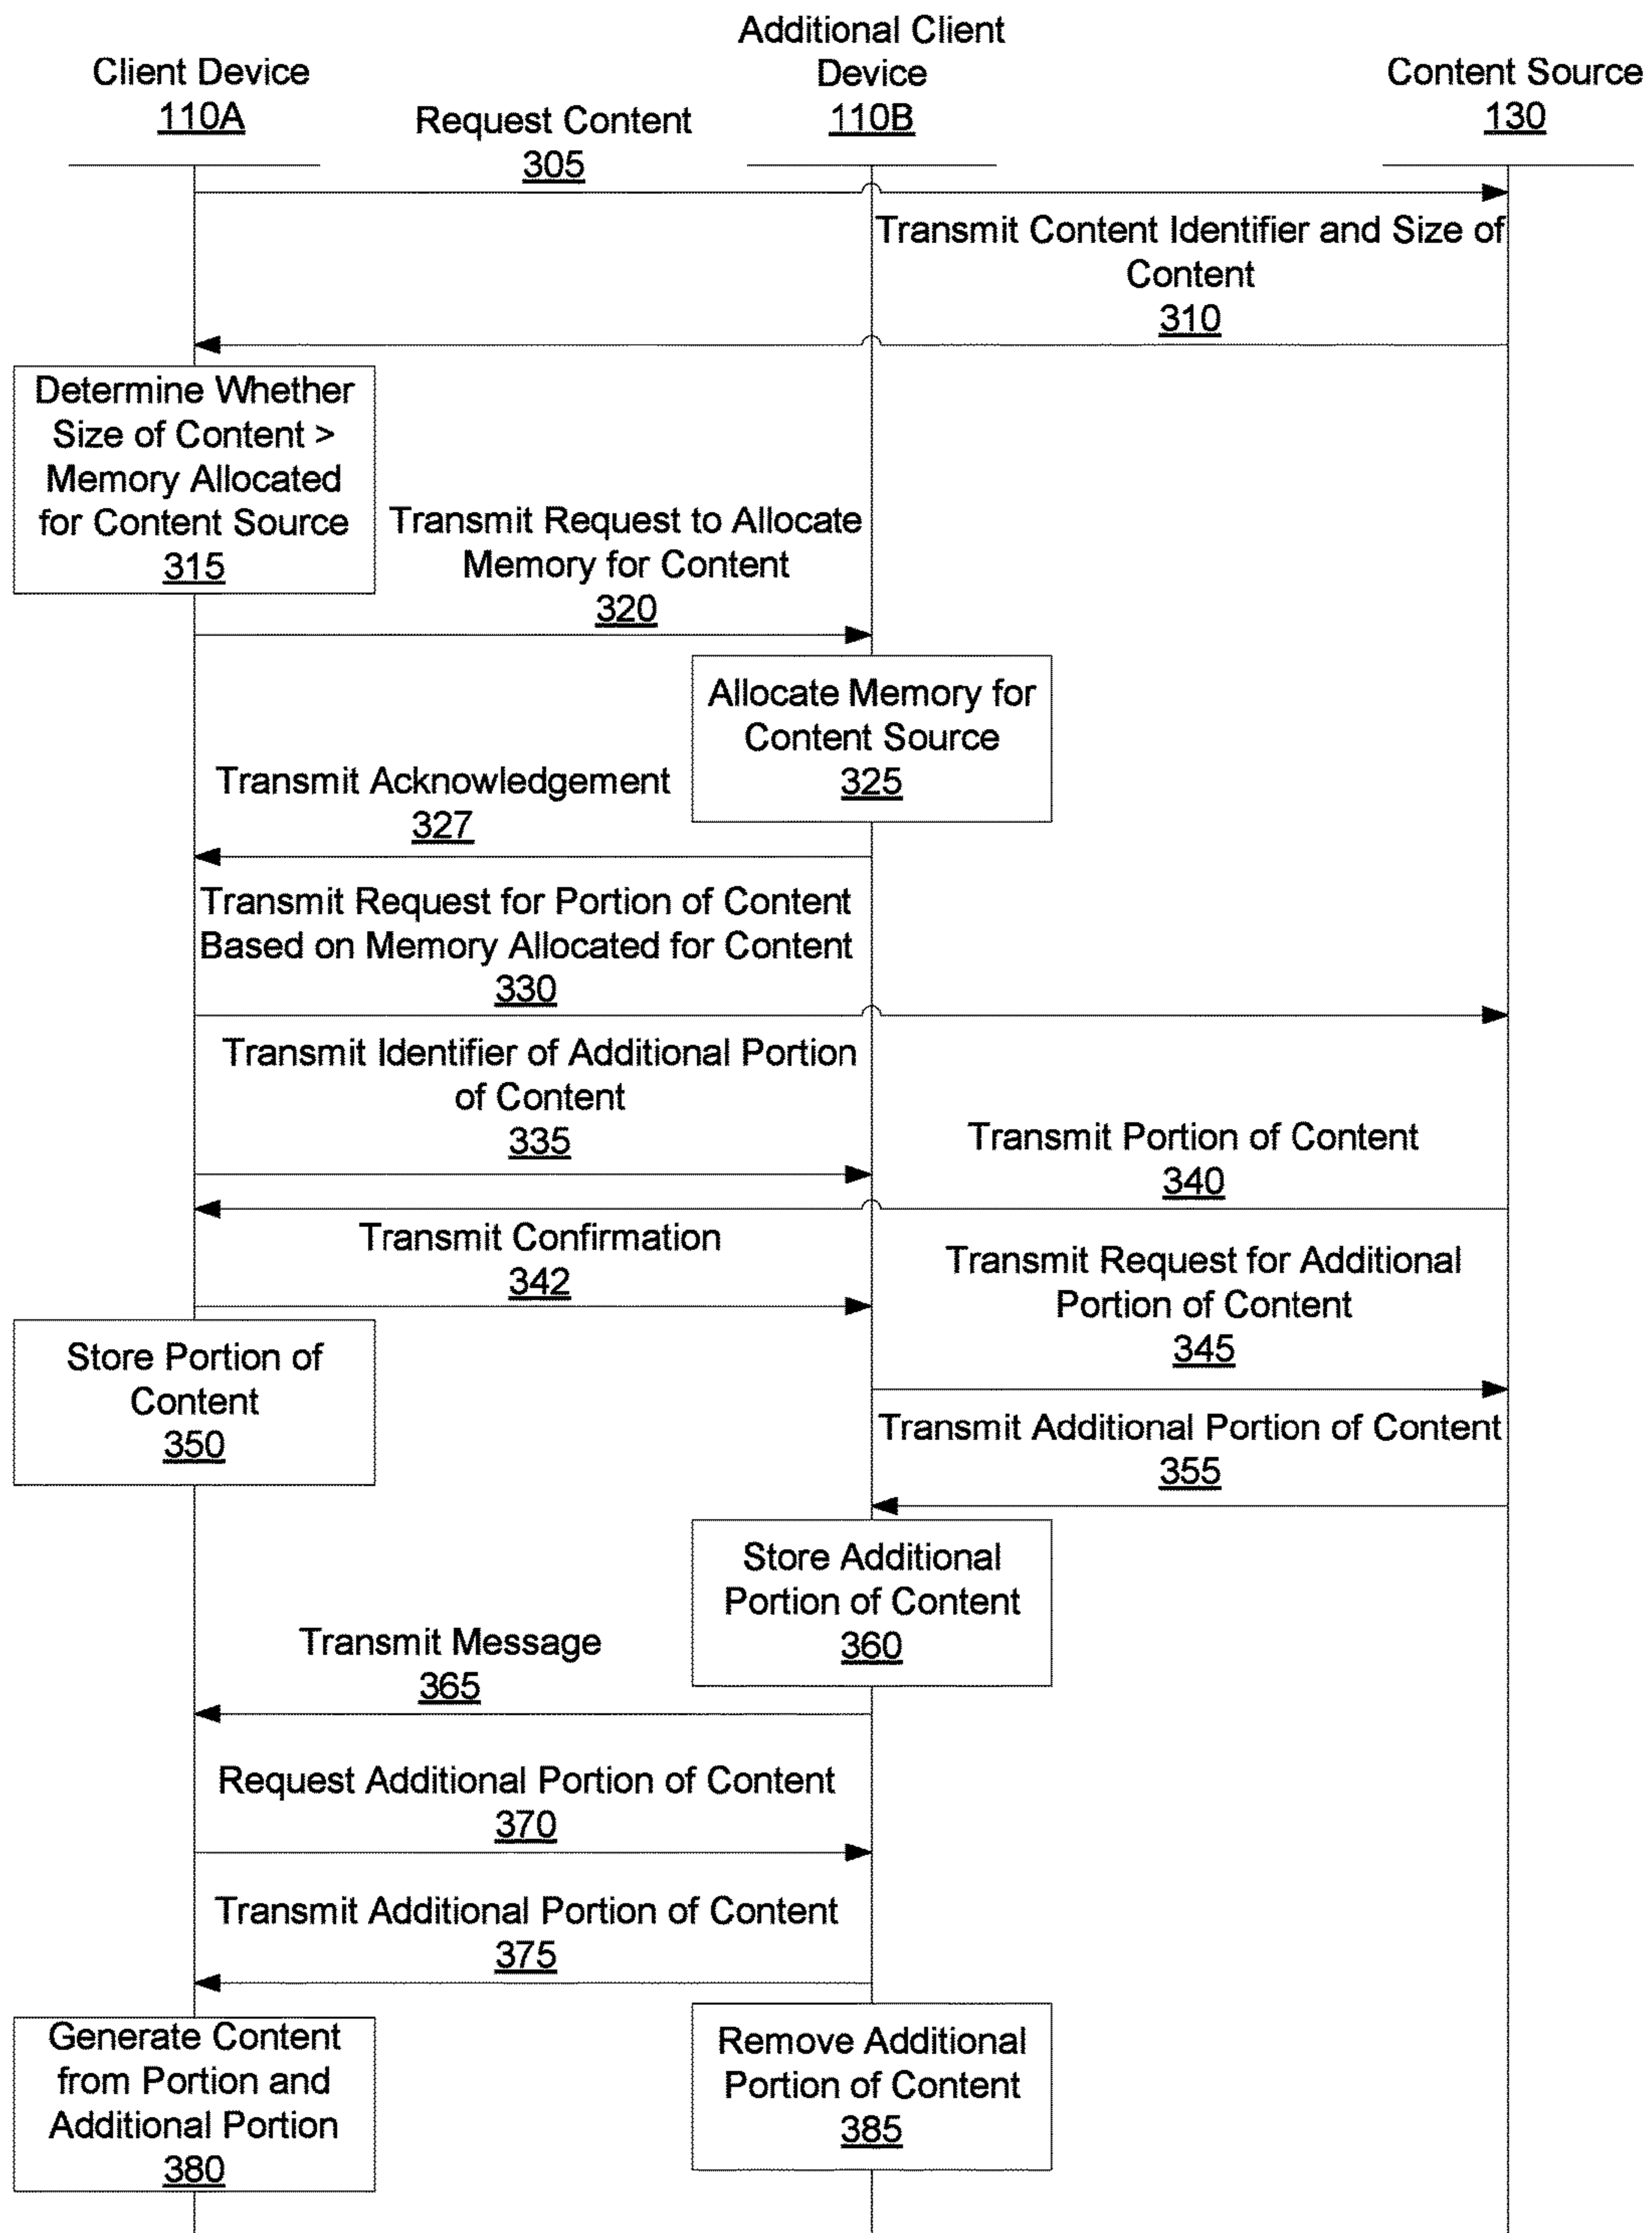 Client Device
110A
Additional Client
Device
110B
Content Source
130
Request Content
305
Transmit Content Identifier and Size of
Content
310
Determine Whether
Size of Content >
Memory Allocated
for Content Source
315
Transmit Request to Allocate
Memory for Content
320
Allocate Memory for
Content Source
325
Transmit Acknowledgement
327
Transmit Request for Portion of Content
Based on Memory Allocated for Content
330
Transmit Identifier of Additional Portion
of Content
335
Transmit Portion of Content
340
Transmit Confirmation
342
Transmit Request for Additional
Portion of Content
345
Store Portion of
Content
350
Transmit Additional Portion of Content
355
Store Additional
Portion of Content
360
Transmit Message
365
Request Additional Portion of Content
370
Transmit Additional Portion of Content
375
Generate Content
from Portion and
Additional Portion
380
Remove Additional
Portion of Content
385